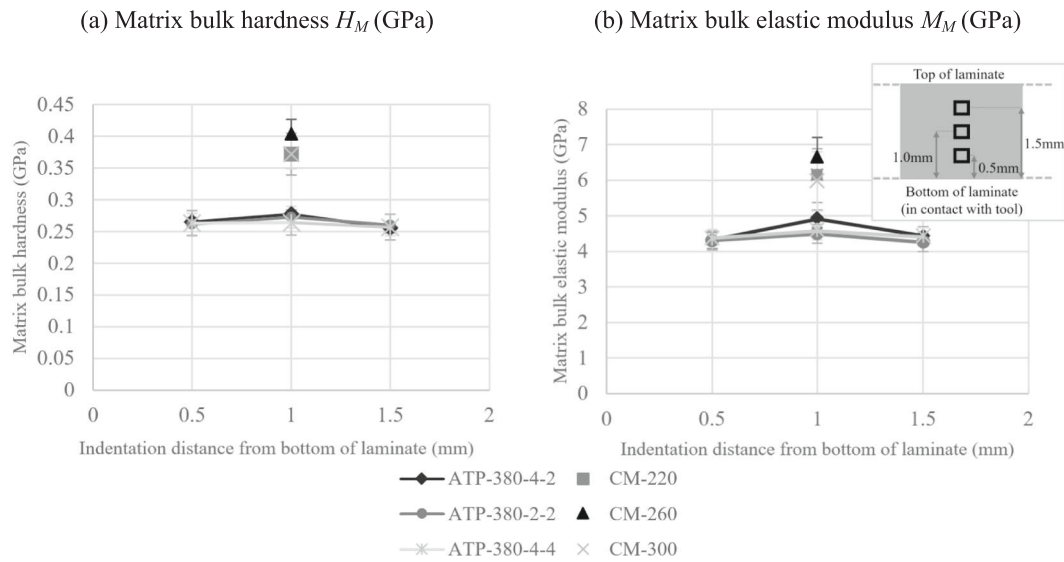 (a) Matrix bulk hardness H_M (GPa)
(b) Matrix bulk elastic modulus M_M (GPa)
Matrix bulk hardness (GPa)
0.45
0.4
0.35
0.3
0.25
0.2
0.15
0.1
0.05
0
0 0.5 1 1.5 2
Indentation distance from bottom of laminate (mm)
Matrix bulk elastic modulus (GPa)
8
7
6
5
4
3
2
1
0
0 0.5 1 1.5 2
Indentation distance from bottom of laminate (mm)
Top of laminate
1.0mm
0.5mm
1.5mm
Bottom of laminate
(in contact with tool)
ATP-380-4-2 CM-220
ATP-380-2-2 CM-260
ATP-380-4-4 CM-300